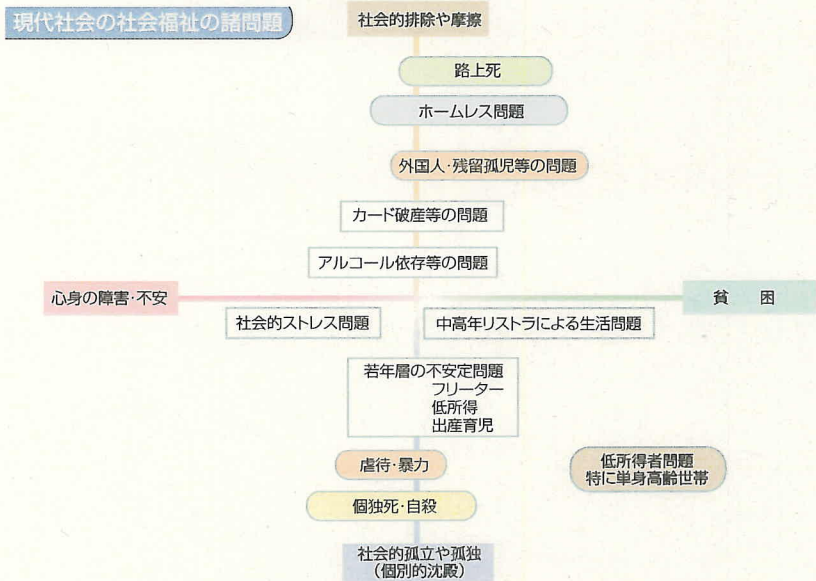 現代社会の社会福祉の諸問題
社会的排除や摩擦
路上死
ホームレス問題
外国人・残留孤児等の問題
カード破産等の問題
アルコール依存等の問題
心身の障害・不安
貧 困
社会的ストレス問題
中高年リストラによる生活問題
若年層の不安定問題
フリーター
低所得
出産育児
虐待・暴力
低所得者問題
特に単身高齢世帯
個独死・自殺
社会的孤立や孤独
(個別的沈殿)